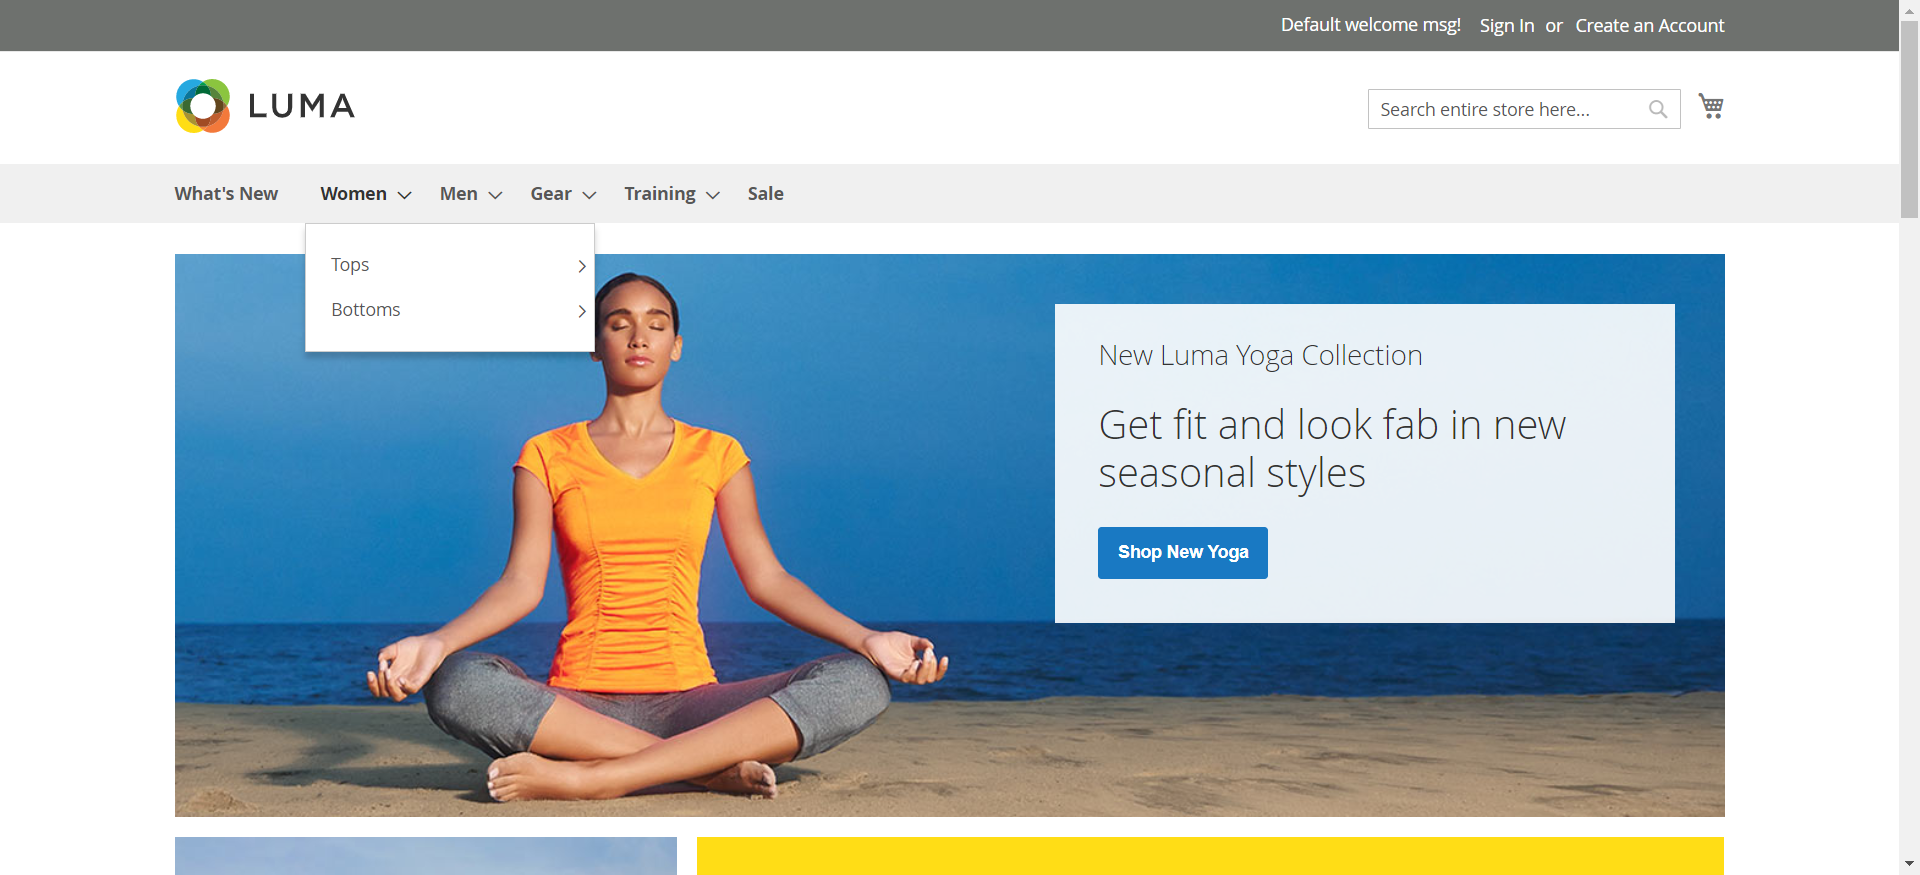 Default welcome msg! Sign In or Create an Account
LUMA
Search entire store here...
What's New Women Men Gear Training Sale
Tops
Bottoms
New Luma Yoga Collection
Get fit and look fab in new
seasonal styles
Shop New Yoga